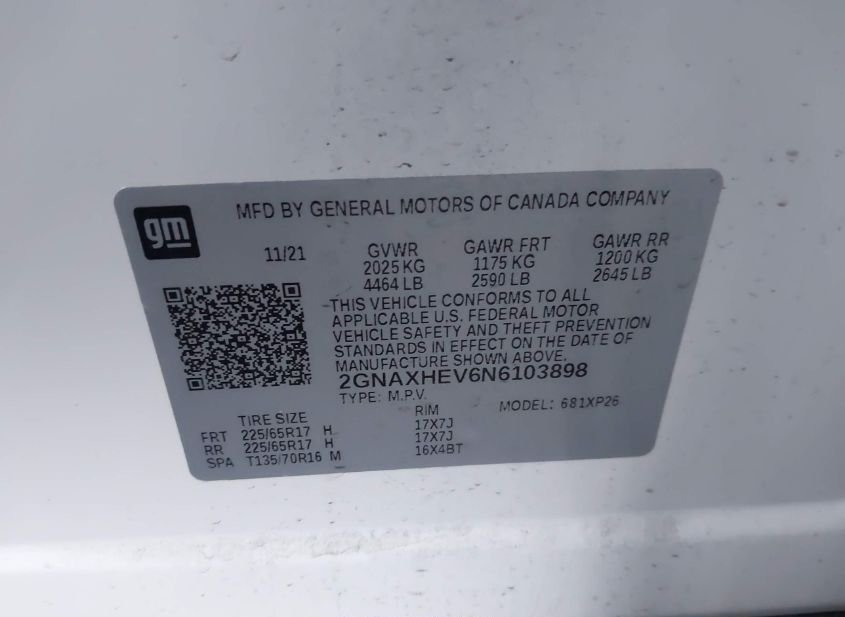 gm
MFD BY GENERAL MOTORS OF CANADA COMPANY
11/21 GVWR GAWR FRT GAWR RR
2025 KG 1175 KG 1200 KG
4464 LB 2590 LB 2645 LB
THIS VEHICLE CONFORMS TO ALL
APPLICABLE U.S. FEDERAL MOTOR
VEHICLE SAFETY AND THEFT PREVENTION
STANDARDS IN EFFECT ON THE DATE OF
MANUFACTURE SHOWN ABOVE.
2GNAXHEV6N6103898
TYPE: M.P.V. MODEL: 681XP26
TIRE SIZE RIM
FRT 225/65R17 H 17X7J
RR 225/65R17 H 17X7J
SPA T135/70R16 M 16X4BT